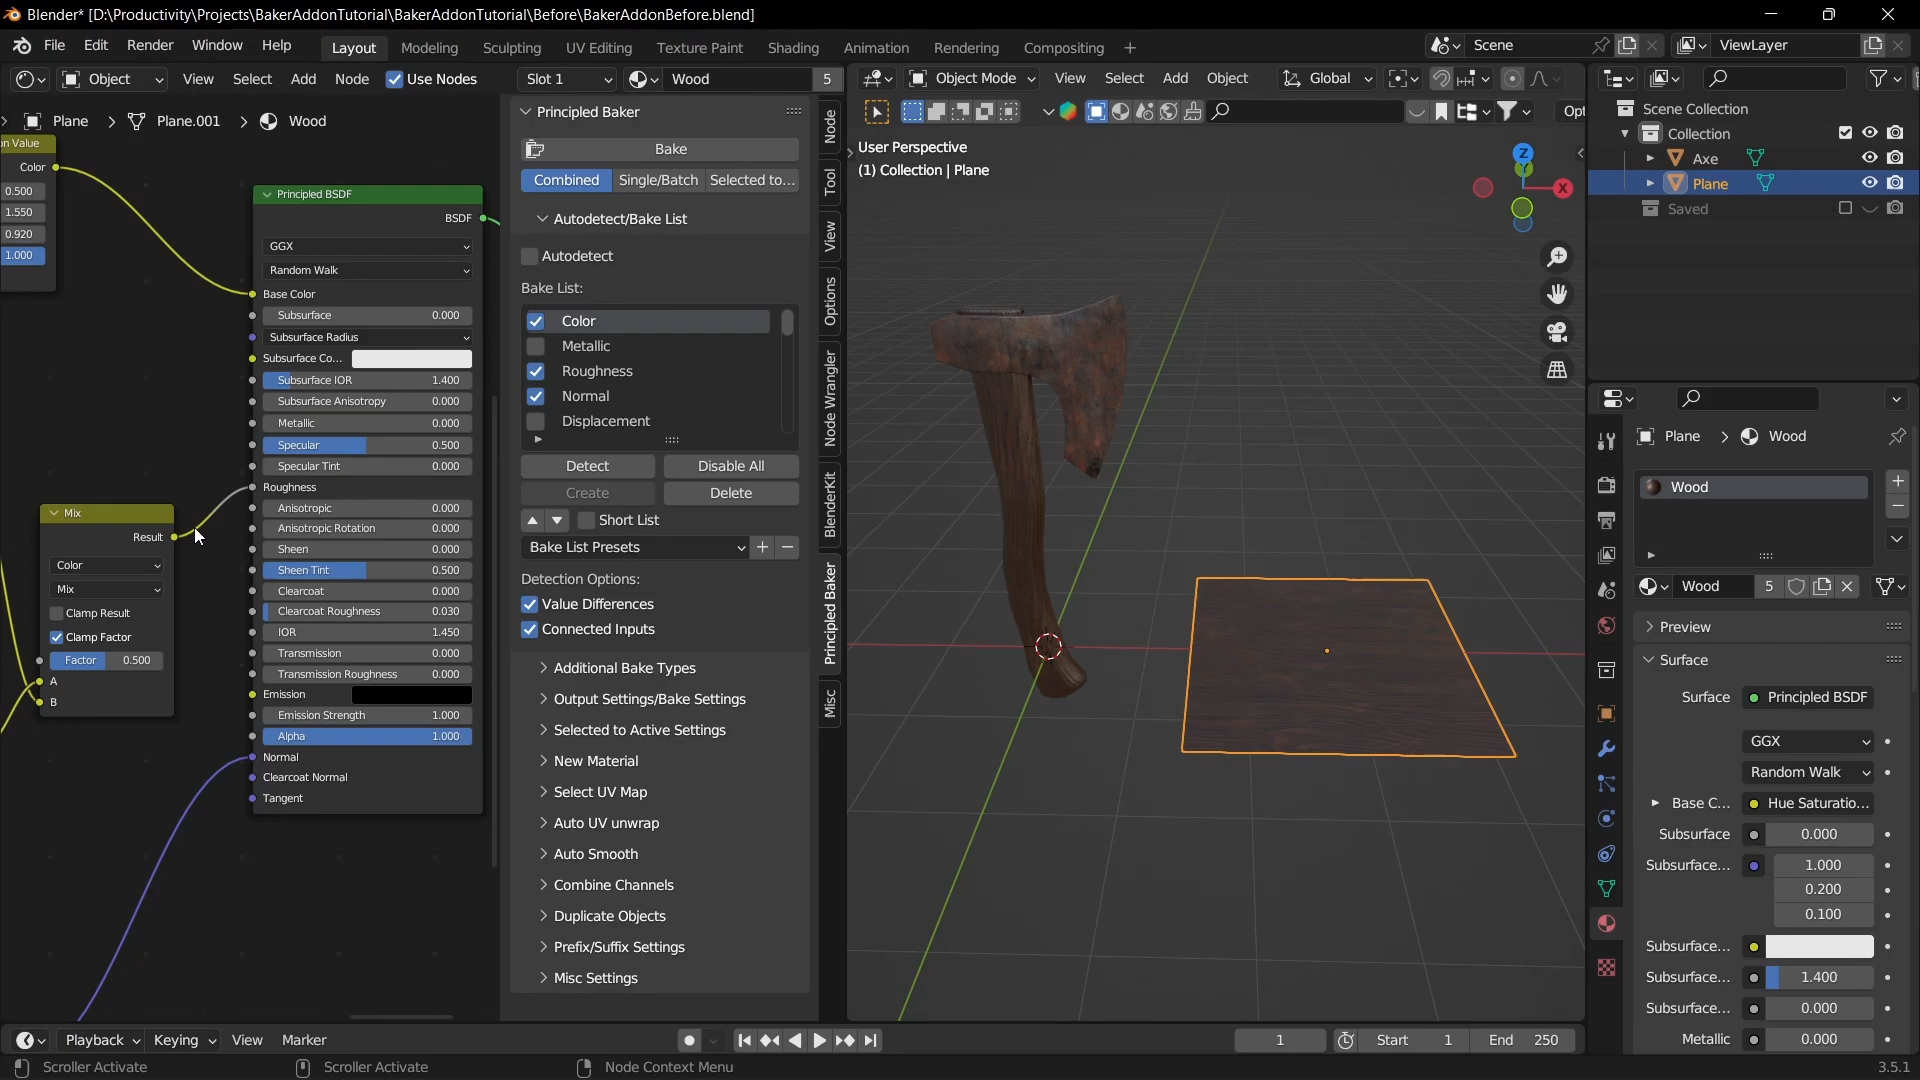 Blender* [D:\Productivity\Projects\BakerAddonTutorial\BakerAddonTutorial\Before\BakerAddonBefore.blend]
File Edit Render Window Help Layout Modeling Sculpting UV Editing Texture Paint Shading Animation Rendering Compositing + Scene ViewLayer
Object View Select Add Node Use Nodes Slot 1 Wood 5 Object Mode View Select Add Object Global
Plane > Plane.001 > Wood
on Value
Color
0.500
1.550
0.920
1.000
Principled BSDF
BSDF
GGX
Random Walk
Base Color
Subsurface 0.000
Subsurface Radius
Subsurface Co...
Subsurface IOR 1.400
Subsurface Anisotropy 0.000
Metallic 0.000
Specular 0.500
Specular Tint 0.000
Roughness
Anisotropic 0.000
Anisotropic Rotation 0.000
Sheen 0.000
Sheen Tint 0.500
Clearcoat 0.000
Clearcoat Roughness 0.030
IOR 1.450
Transmission 0.000
Transmission Roughness 0.000
Emission
Emission Strength 1.000
Alpha 1.000
Normal
Clearcoat Normal
Tangent
Mix
Result
Color
Mix
Clamp Result
Clamp Factor
Factor 0.500
A
B
Principled Baker
Bake
Combined Single/Batch Selected to...
Autodetect/Bake List
Autodetect
Bake List:
Color
Metallic
Roughness
Normal
Displacement
Detect Disable All
Create Delete
Short List
Bake List Presets
Detection Options:
Value Differences
Connected Inputs
Additional Bake Types
Output Settings/Bake Settings
Selected to Active Settings
New Material
Select UV Map
Auto UV unwrap
Auto Smooth
Combine Channels
Duplicate Objects
Prefix/Suffix Settings
Misc Settings
Node
Tool
View
Options
Node Wrangler
BlenderKit
Principled Baker
Misc
Opt
User Perspective
(1) Collection | Plane
Z
X
Scene Collection
Collection
Axe
Plane
Saved
Plane > Wood
Wood
Wood 5
Preview
Surface
Surface Principled BSDF
GGX
Random Walk
Base C... Hue Saturatio...
Subsurface 0.000
Subsurface... 1.000
0.200
0.100
Subsurface...
Subsurface... 1.400
Subsurface... 0.000
Metallic 0.000
Playback Keying View Marker 1 Start 1 End 250
Scroller Activate Scroller Activate Node Context Menu 3.5.1